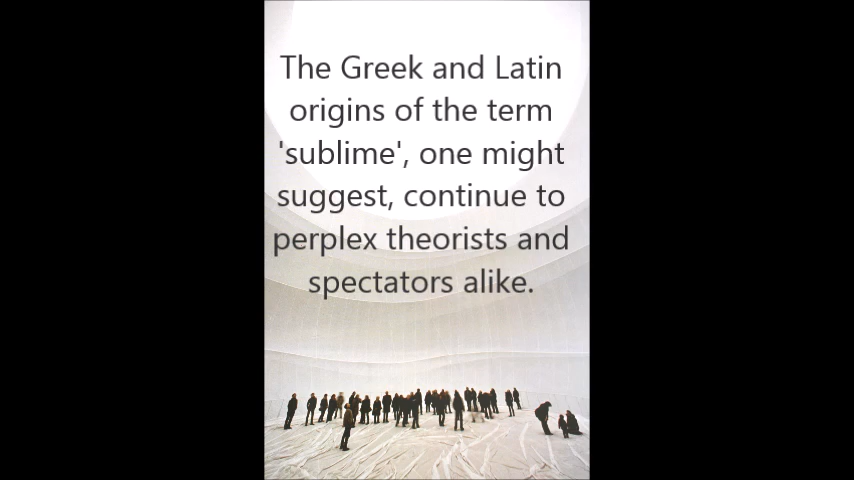 The Greek and Latin
origins of the term
'sublime', one might
suggest, continue to
perplex theorists and
spectators alike.